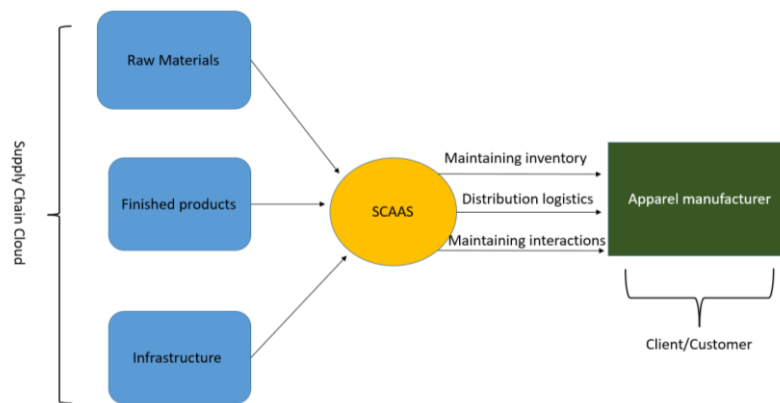 Supply Chain Cloud
Raw Materials
Finished products
Infrastructure
SCAAS
Maintaining inventory
Distribution logistics
Maintaining interactions
Apparel manufacturer
Client/Customer